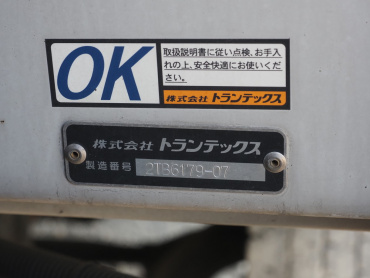 OK
取扱説明書に従い点検、お手入
れの上、安全快適にお使いくだ
さい。
株式会社 トランテックス
株式会社 トランテックス
製造番号 2TB6179-07